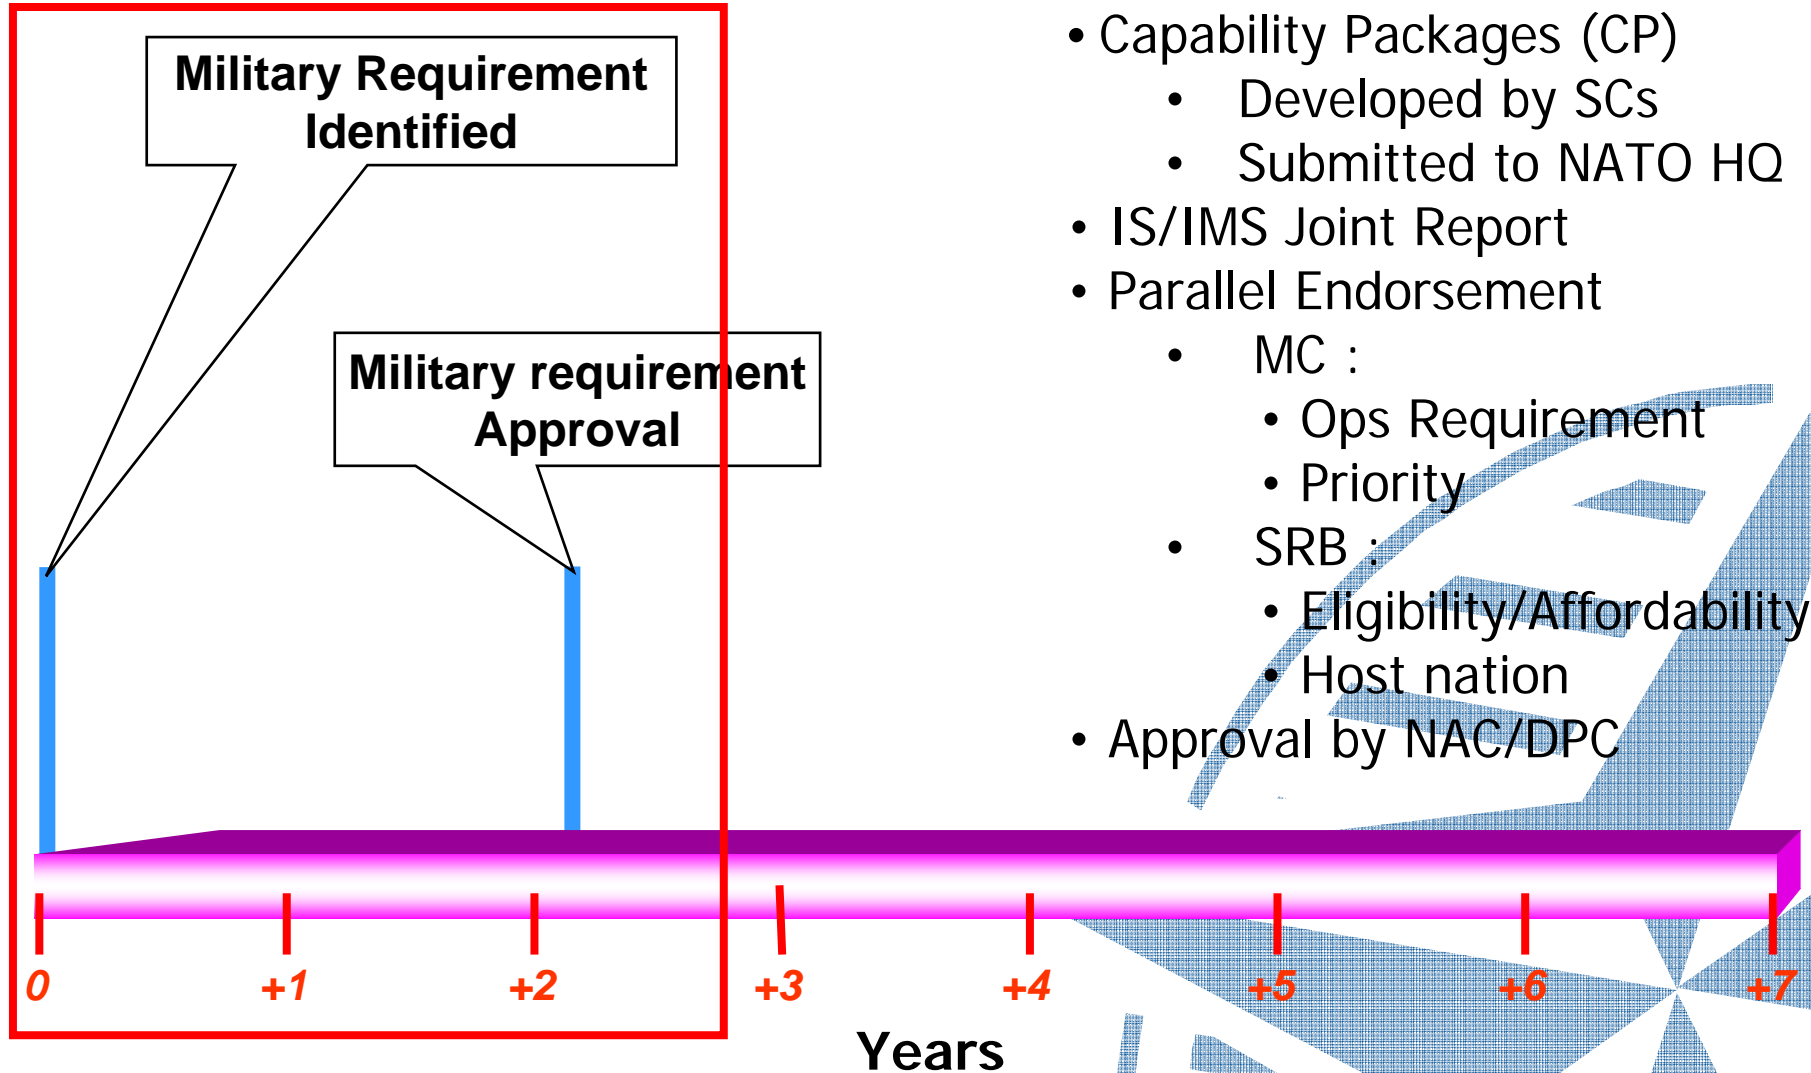 Military Requirement
Identified
Military requirement
Approval
• Capability Packages (CP)
• Developed by SCs
• Submitted to NATO HQ
• IS/IMS Joint Report
• Parallel Endorsement
• MC :
• Ops Requirement
• Priority
• SRB :
• Eligibility/Affordability
• Host nation
• Approval by NAC/DPC
0 +1 +2 +3 +4 +5 +6 +7
Years